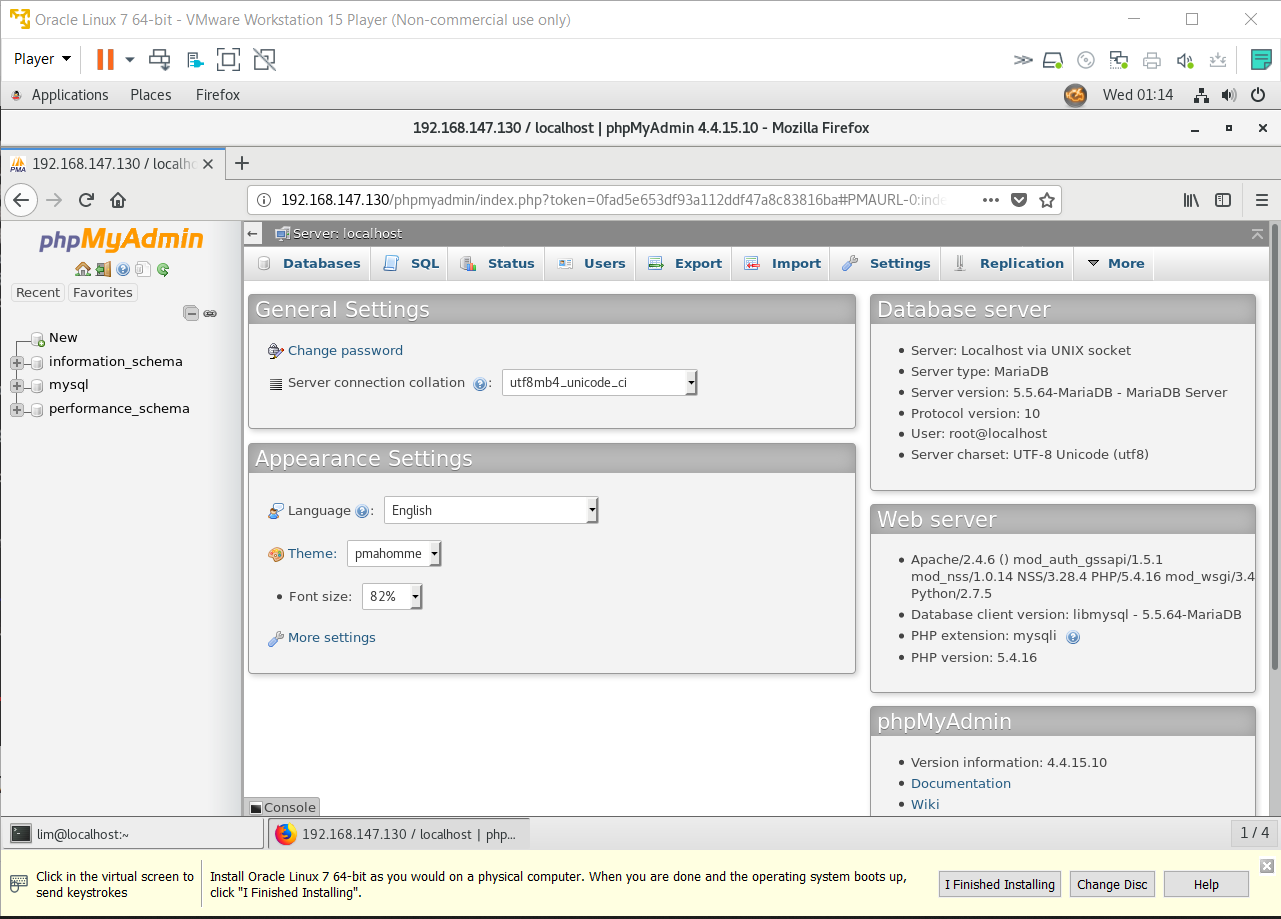 Oracle Linux 7 64-bit - VMware Workstation 15 Player (Non-commercial use only)
Player
Applications Places Firefox Wed 01:14
192.168.147.130 / localhost | phpMyAdmin 4.4.15.10 - Mozilla Firefox
192.168.147.130 / localho
192.168.147.130/phpmyadmin/index.php?token=0fad5e653df93a112ddf47a8c83816ba#PMAURL-0:inde
phpMyAdmin
Recent Favorites
New
information_schema
mysql
performance_schema
Server: localhost
Databases SQL Status Users Export Import Settings Replication More
General Settings
Change password
Server connection collation : utf8mb4_unicode_ci
Appearance Settings
Language : English
Theme: pmahomme
Font size: 82%
More settings
Database server
Server: Localhost via UNIX socket
Server type: MariaDB
Server version: 5.5.64-MariaDB - MariaDB Server
Protocol version: 10
User: root@localhost
Server charset: UTF-8 Unicode (utf8)
Web server
Apache/2.4.6 () mod_auth_gssapi/1.5.1
mod_nss/1.0.14 NSS/3.28.4 PHP/5.4.16 mod_wsgi/3.4
Python/2.7.5
Database client version: libmysql - 5.5.64-MariaDB
PHP extension: mysqli
PHP version: 5.4.16
phpMyAdmin
Version information: 4.4.15.10
Documentation
Wiki
Console
lim@localhost:~
192.168.147.130 / localhost | php...
1 / 4
Click in the virtual screen to
send keystrokes
Install Oracle Linux 7 64-bit as you would on a physical computer. When you are done and the operating system boots up,
click "I Finished Installing".
I Finished Installing Change Disc Help